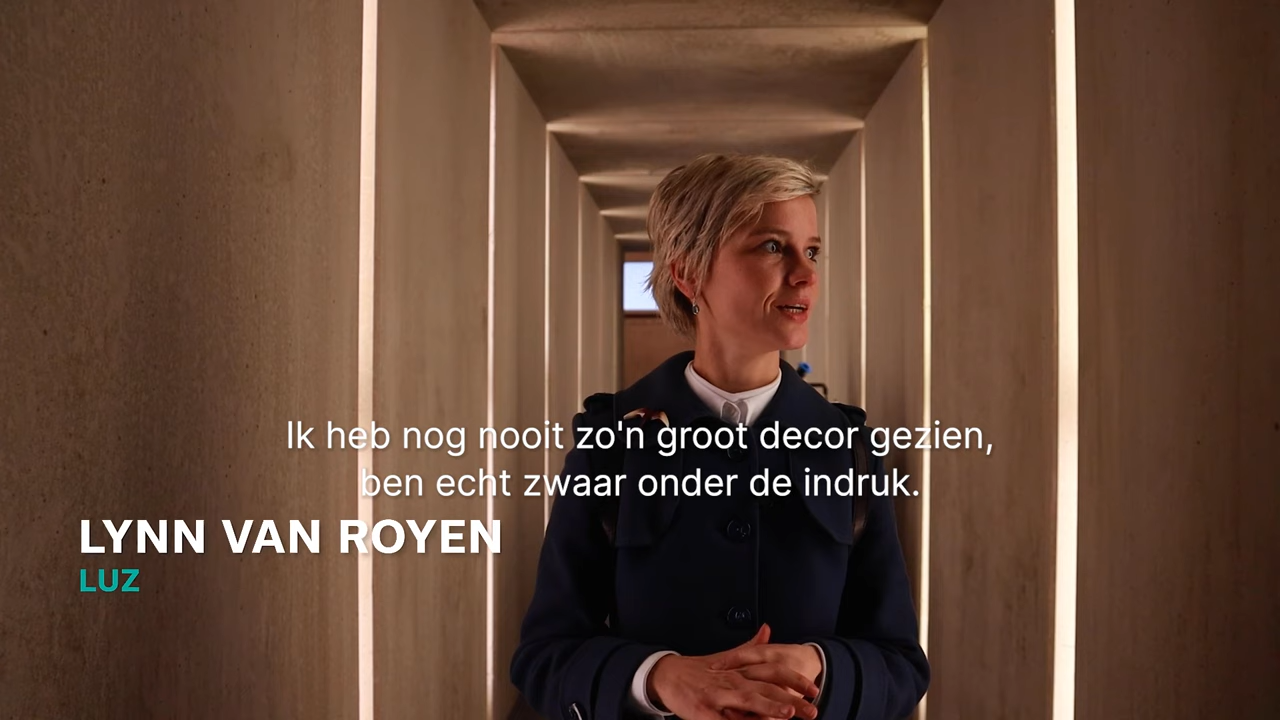 Ik heb nog nooit zo'n groot decor gezien,
ben echt zwaar onder de indruk.
LYNN VAN ROYEN
LUZ